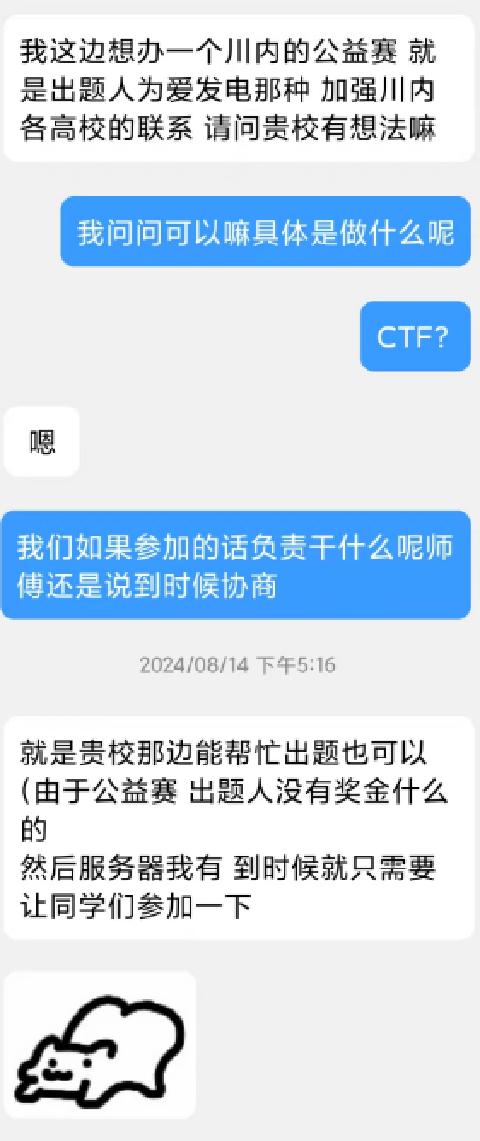 我这边想办一个川内的公益赛 就
是出题人为爱发电那种 加强川内
各高校的联系 请问贵校有想法嘛
我问问可以嘛具体是做什么呢
CTF?
嗯
我们如果参加的话负责干什么呢师
傅还是说到时候协商
2024/08/14 下午5:16
就是贵校那边能帮忙出题也可以
(由于公益赛 出题人没有奖金什么
的
然后服务器我有 到时候就只需要
让同学们参加一下